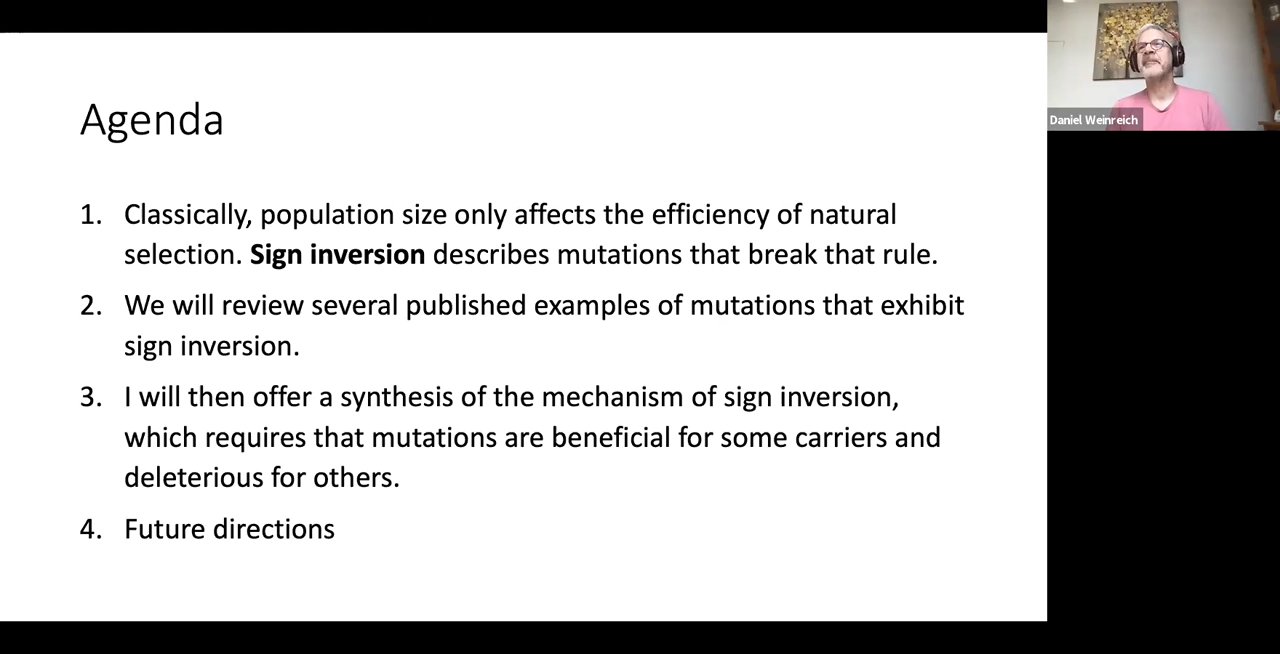 Agenda
1. Classically, population size only affects the efficiency of natural
selection. Sign inversion describes mutations that break that rule.
2. We will review several published examples of mutations that exhibit
sign inversion.
3. I will then offer a synthesis of the mechanism of sign inversion,
which requires that mutations are beneficial for some carriers and
deleterious for others.
4. Future directions
Daniel Weinreich